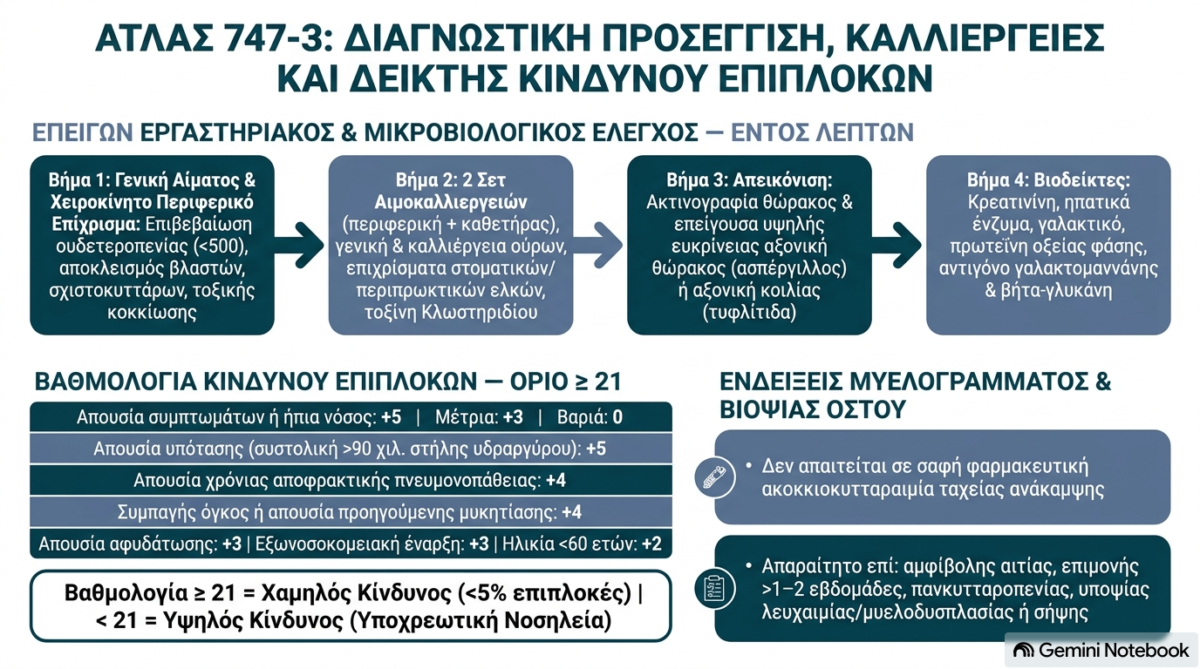 ΑΤΛΑΣ 747-3: ΔΙΑΓΝΩΣΤΙΚΗ ΠΡΟΣΕΓΓΙΣΗ, ΚΑΛΛΙΕΡΓΕΙΕΣ
ΚΑΙ ΔΕΙΚΤΗΣ ΚΙΝΔΥΝΟΥ ΕΠΙΠΛΟΚΩΝ
ΕΠΕΙΓΩΝ ΕΡΓΑΣΤΗΡΙΑΚΟΣ & ΜΙΚΡΟΒΙΟΛΟΓΙΚΟΣ ΕΛΕΓΧΟΣ — ΕΝΤΟΣ ΛΕΠΤΩΝ
Βήμα 1: Γενική Αίματος &
Χειροκίνητο Περιφερικό
Επίχρισμα: Επιβεβαίωση
ουδετεροπενίας (<500),
αποκλεισμός βλαστών,
σχιστοκυττάρων, τοξικής
κοκκίωσης
Βήμα 2: 2 Σετ
Αιμοκαλλιεργειών
(περιφερική + καθετήρας),
γενική & καλλιέργεια ούρων,
επιχρίσματα στοματικών/
περιπρωκτικών ελκών,
τοξίνη Κλωστηριδίου
Βήμα 3: Απεικόνιση:
Ακτινογραφία θώρακος &
επείγουσα υψηλής
ευκρίνειας αξονική
θώρακος (ασπέργιλλος)
ή αξονική κοιλίας
(τυφλίτιδα)
Βήμα 4: Βιοδείκτες:
Κρεατινίνη, ηπατικά
ένζυμα, γαλακτικό,
πρωτεΐνη οξείας φάσης,
αντιγόνο γαλακτομαννάνης
& βήτα-γλυκάνη
ΒΑΘΜΟΛΟΓΙΑ ΚΙΝΔΥΝΟΥ ΕΠΙΠΛΟΚΩΝ — ΟΡΙΟ ≥ 21
Απουσία συμπτωμάτων ή ήπια νόσος: +5 | Μέτρια: +3 | Βαριά: 0
Απουσία υπότασης (συστολική >90 χιλ. στήλης υδραργύρου): +5
Απουσία χρόνιας αποφρακτικής πνευμονοπάθειας: +4
Συμπαγής όγκος ή απουσία προηγούμενης μυκητίασης: +4
Απουσία αφυδάτωσης: +3 | Εξωνοσοκομειακή έναρξη: +3 | Ηλικία <60 ετών: +2
Βαθμολογία ≥ 21 = Χαμηλός Κίνδυνος (<5% επιπλοκές) |
< 21 = Υψηλός Κίνδυνος (Υποχρεωτική Νοσηλεία)
ΕΝΔΕΙΞΕΙΣ ΜΥΕΛΟΓΡΑΜΜΑΤΟΣ &
ΒΙΟΨΙΑΣ ΟΣΤΟΥ
• Δεν απαιτείται σε σαφή φαρμακευτική
ακοκκιοκυτταραιμία ταχείας ανάκαμψης
• Απαραίτητο επί: αμφίβολης αιτίας, επιμονής
>1–2 εβδομάδες, πανκυτταροπενίας, υποψίας
λευχαιμίας/μυελοδυσπλασίας ή σήψης
Gemini Notebook